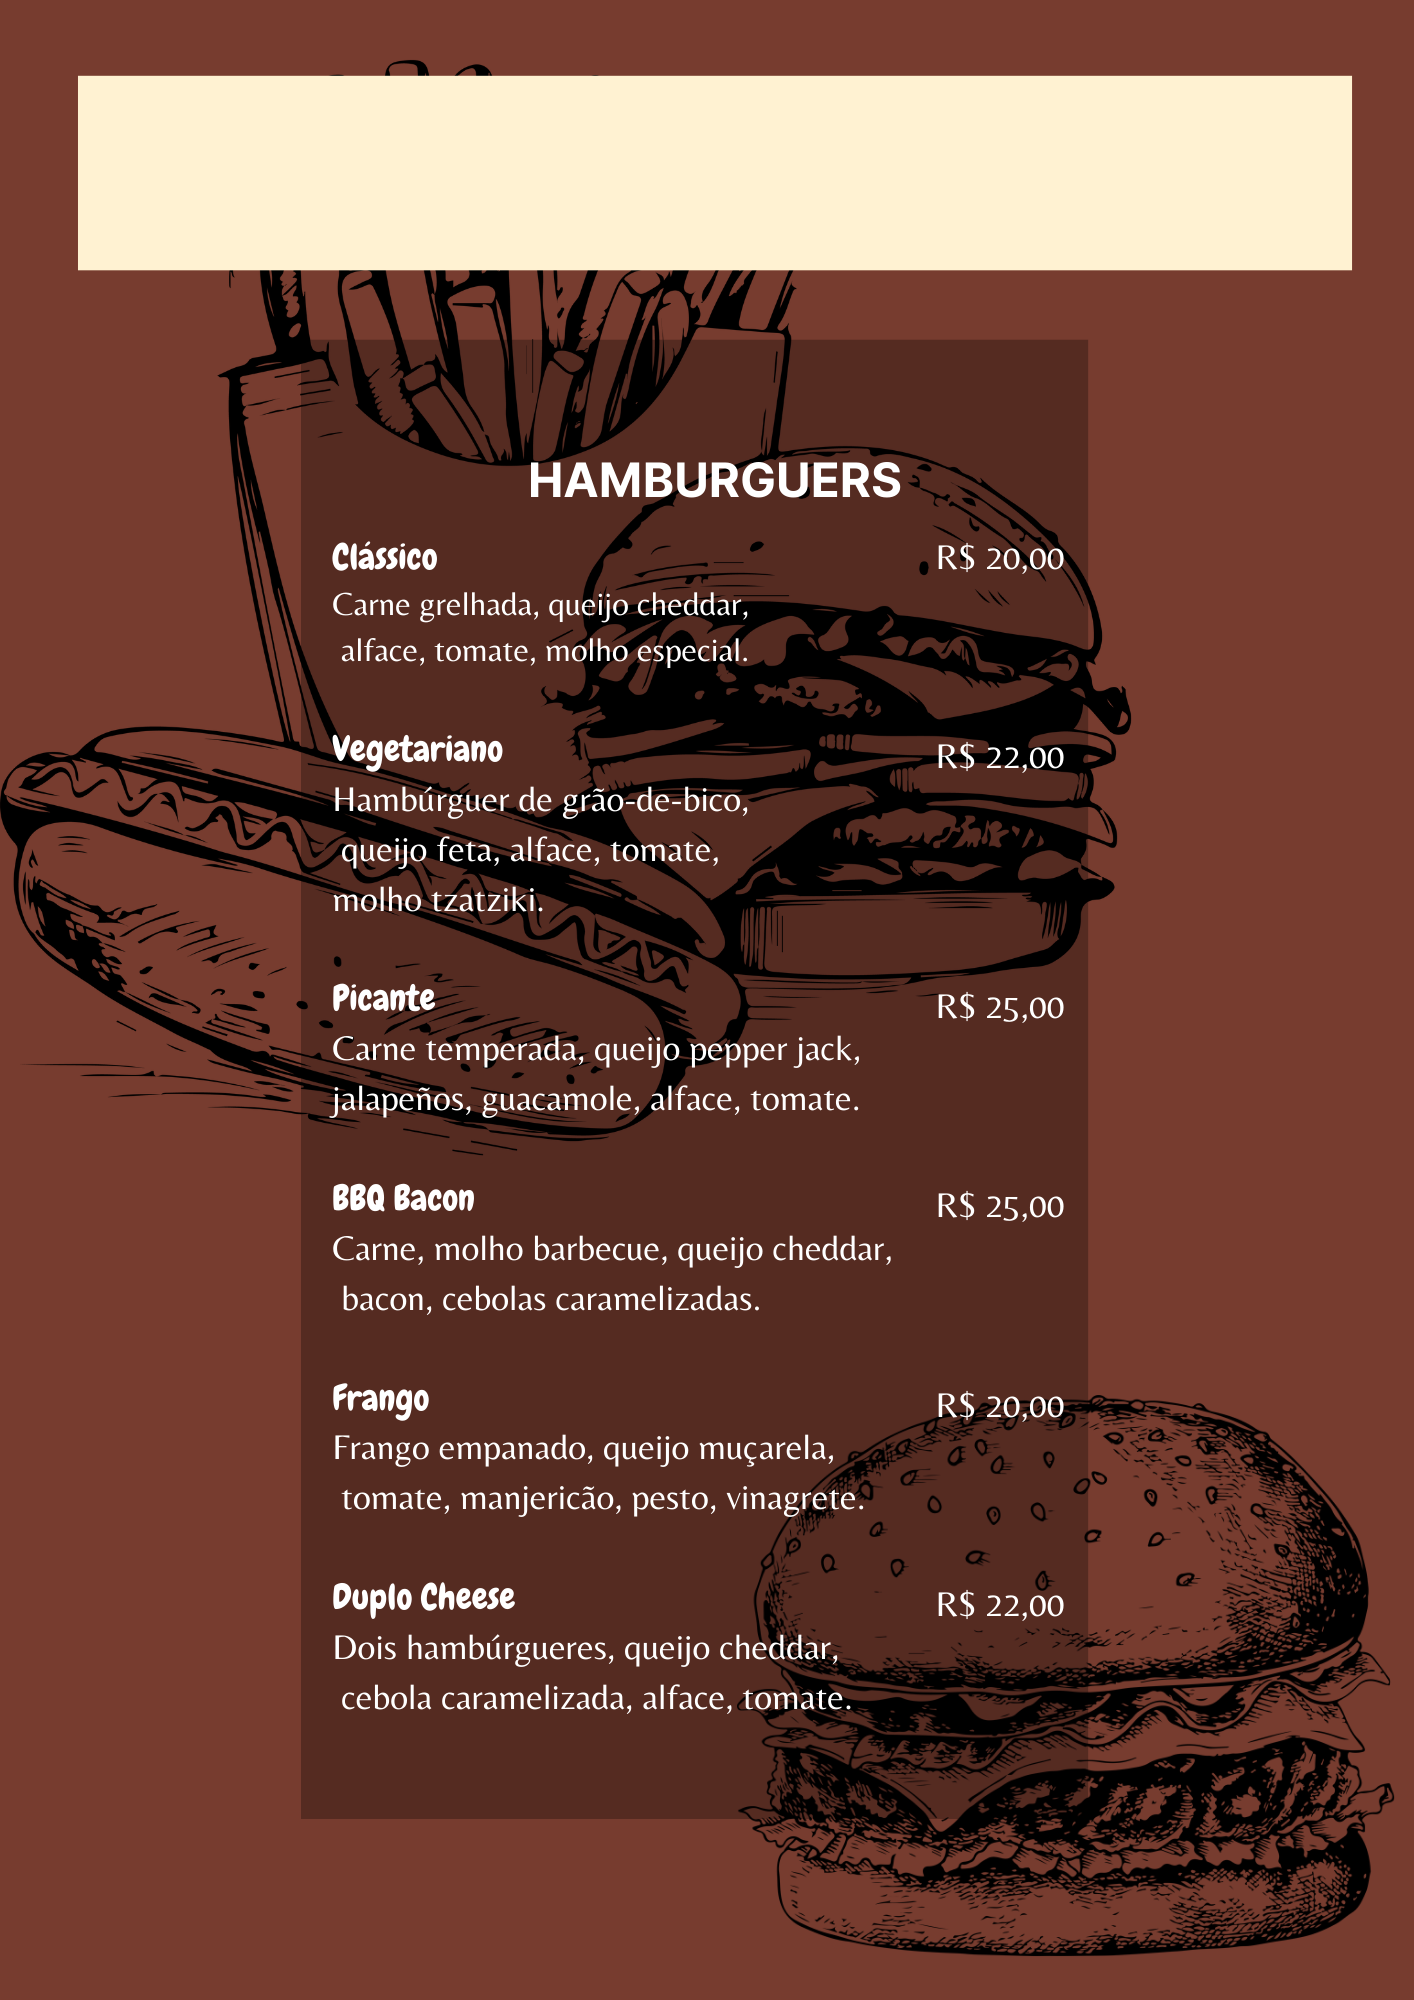 HAMBURGUERS
Clássico R$ 20,00
Carne grelhada, queijo cheddar,
alface, tomate, molho especial.
Vegetariano R$ 22,00
Hambúrguer de grão-de-bico,
queijo feta, alface, tomate,
molho tzatziki.
Picante R$ 25,00
Carne temperada, queijo pepper jack,
jalapeños, guacamole, alface, tomate.
BBQ Bacon R$ 25,00
Carne, molho barbecue, queijo cheddar,
bacon, cebolas caramelizadas.
Frango R$ 20,00
Frango empanado, queijo muçarela,
tomate, manjericão, pesto, vinagrete.
Duplo Cheese R$ 22,00
Dois hambúrgueres, queijo cheddar,
cebola caramelizada, alface, tomate.